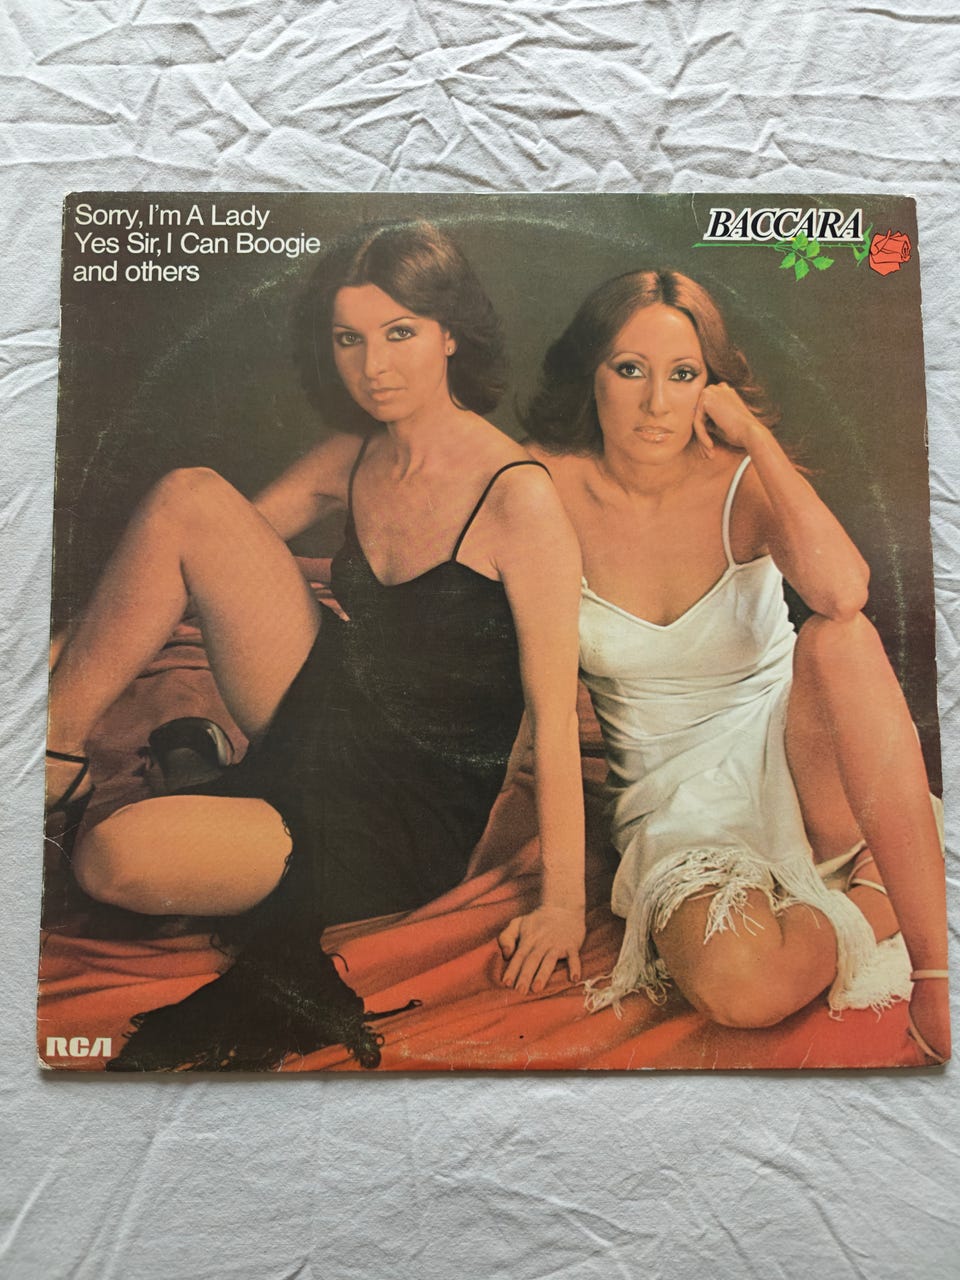 Sorry, I'm A Lady
Yes Sir, I Can Boogie
and others
BACCARA
RCA